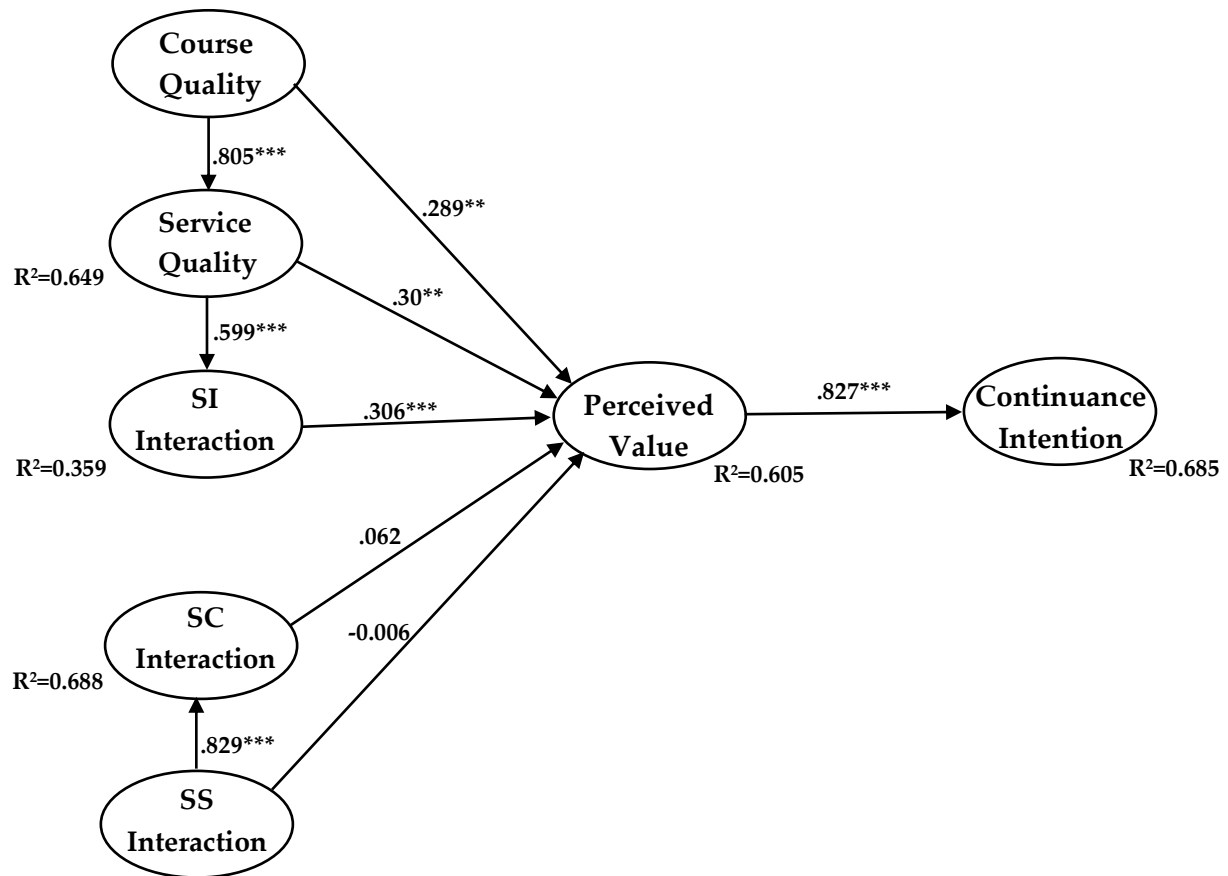 Course
Quality
.805***
.289**
Service
Quality
R²=0.649
.30**
.599***
SI
Interaction
R²=0.359
.306***
Perceived
Value
R²=0.605
.827***
Continuance
Intention
R²=0.685
.062
SC
Interaction
R²=0.688
-0.006
.829***
SS
Interaction